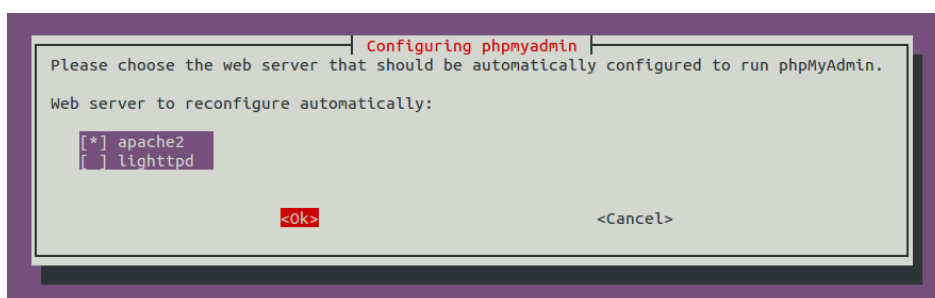 Configuring phpmyadmin
Please choose the web server that should be automatically configured to run phpMyAdmin.
Web server to reconfigure automatically:
[*] apache2
[ ] lighttpd
<Ok> <Cancel>